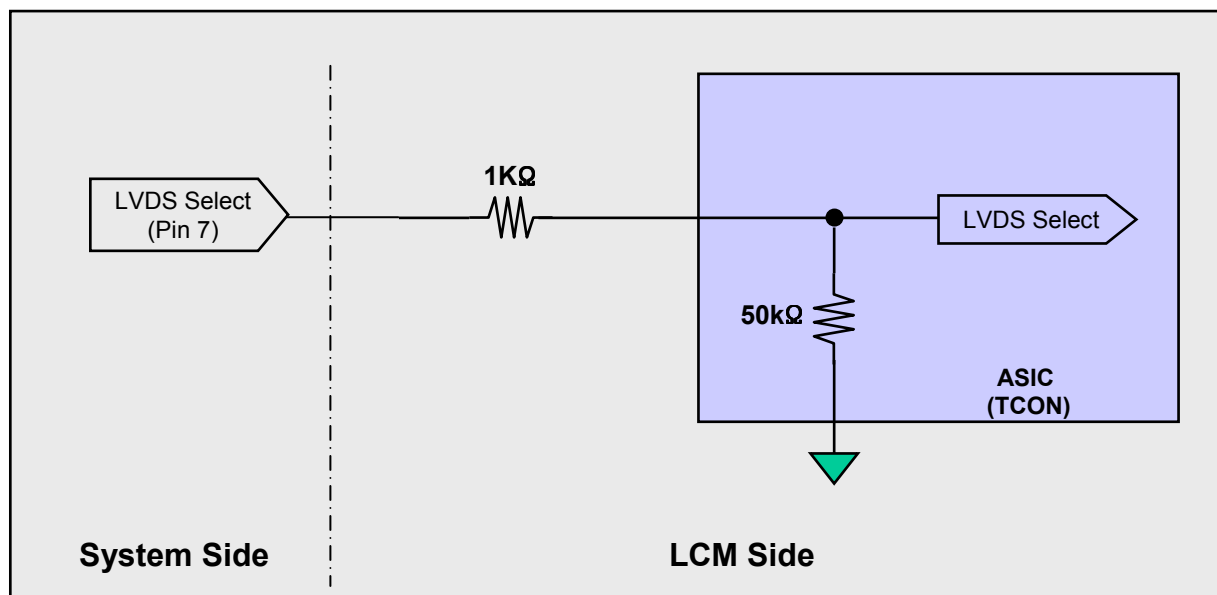 1KΩ
LVDS Select
(Pin 7)
LVDS Select
50kΩ
ASIC
(TCON)
System Side
LCM Side